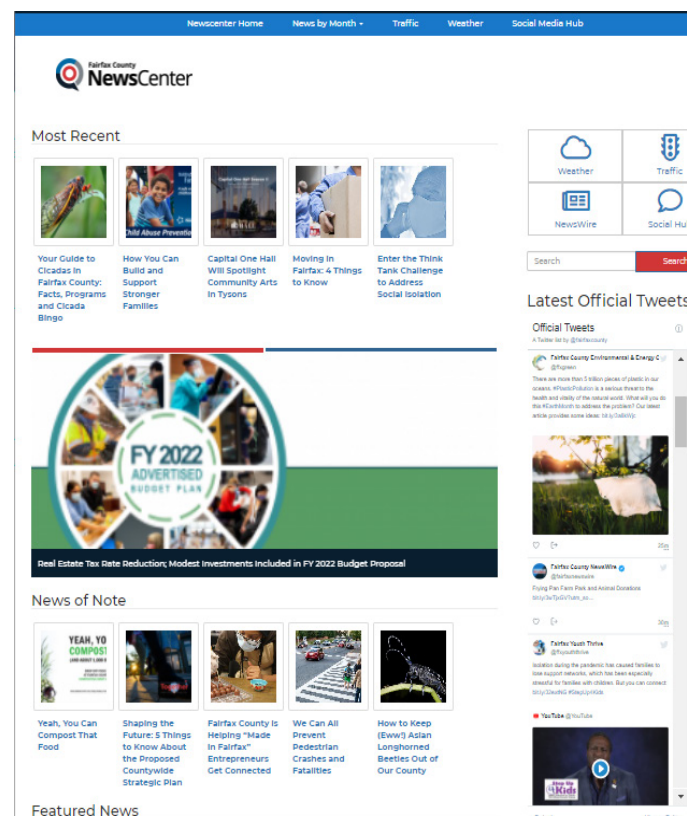 Newscenter Home News by Month Traffic Weather Social Media Hub
Fairfax County
NewsCenter
Most Recent
Child Abuse Prevention
Your Guide to
Cicadas in
Fairfax County:
Facts, Programs
and Cicada
Bingo
How You Can
Build and
Support
Stronger
Families
Capital One Hall
Will Spotlight
Community Arts
in Tysons
Moving in
Fairfax: 4 Things
to Know
Enter the Think
Tank Challenge
to Address
Social Isolation
FY 2022
ADVERTISED
BUDGET PLAN
Real Estate Tax Rate Reduction; Modest Investments Included in FY 2022 Budget Proposal
News of Note
YEAH, YO
COMPOST
Yeah, You Can
Compost That
Food
Shaping the
Future: 5 Things
to Know About
the Proposed
Countywide
Strategic Plan
Fairfax County is
Helping "Made
in Fairfax"
Entrepreneurs
Get Connected
We Can All
Prevent
Pedestrian
Crashes and
Fatalities
How to Keep
(Eww!) Asian
Longhorned
Beetles Out of
Our County
Featured News
Weather
Traffic
NewsWire
Social Hu
Search
Search
Latest Official Tweets
Official Tweets
A Twitter list by @fairfaxcounty
Fairfax County Environmental & Energy C
@ffxgreen
There are more than 5 trillion pieces of plastic in our
oceans. #PlasticPollution is a serious threat to the
health and vitality of the natural world. What will you do
this #EarthMonth to address the problem? Our latest
article provides some ideas:
Fairfax County NewsWire
@fairfaxnewswire
Frying Pan Farm Park and Animal Donations
Fairfax Youth Thrive
@ffxyouththrive
Isolation during the pandemic has caused families to
lose support networks, which has been especially
stressful for families with children. But you can connect
YouTube @YouTube
Kids